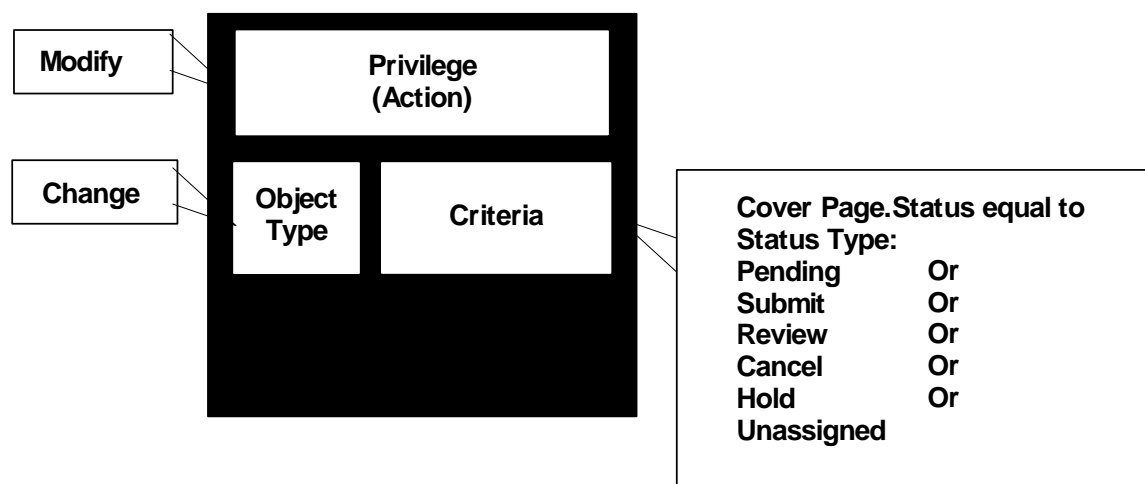 Modify
Privilege
(Action)
Change
Object
Type
Criteria
Cover Page.Status equal to
Status Type:
Pending Or
Submit Or
Review Or
Cancel Or
Hold Or
Unassigned